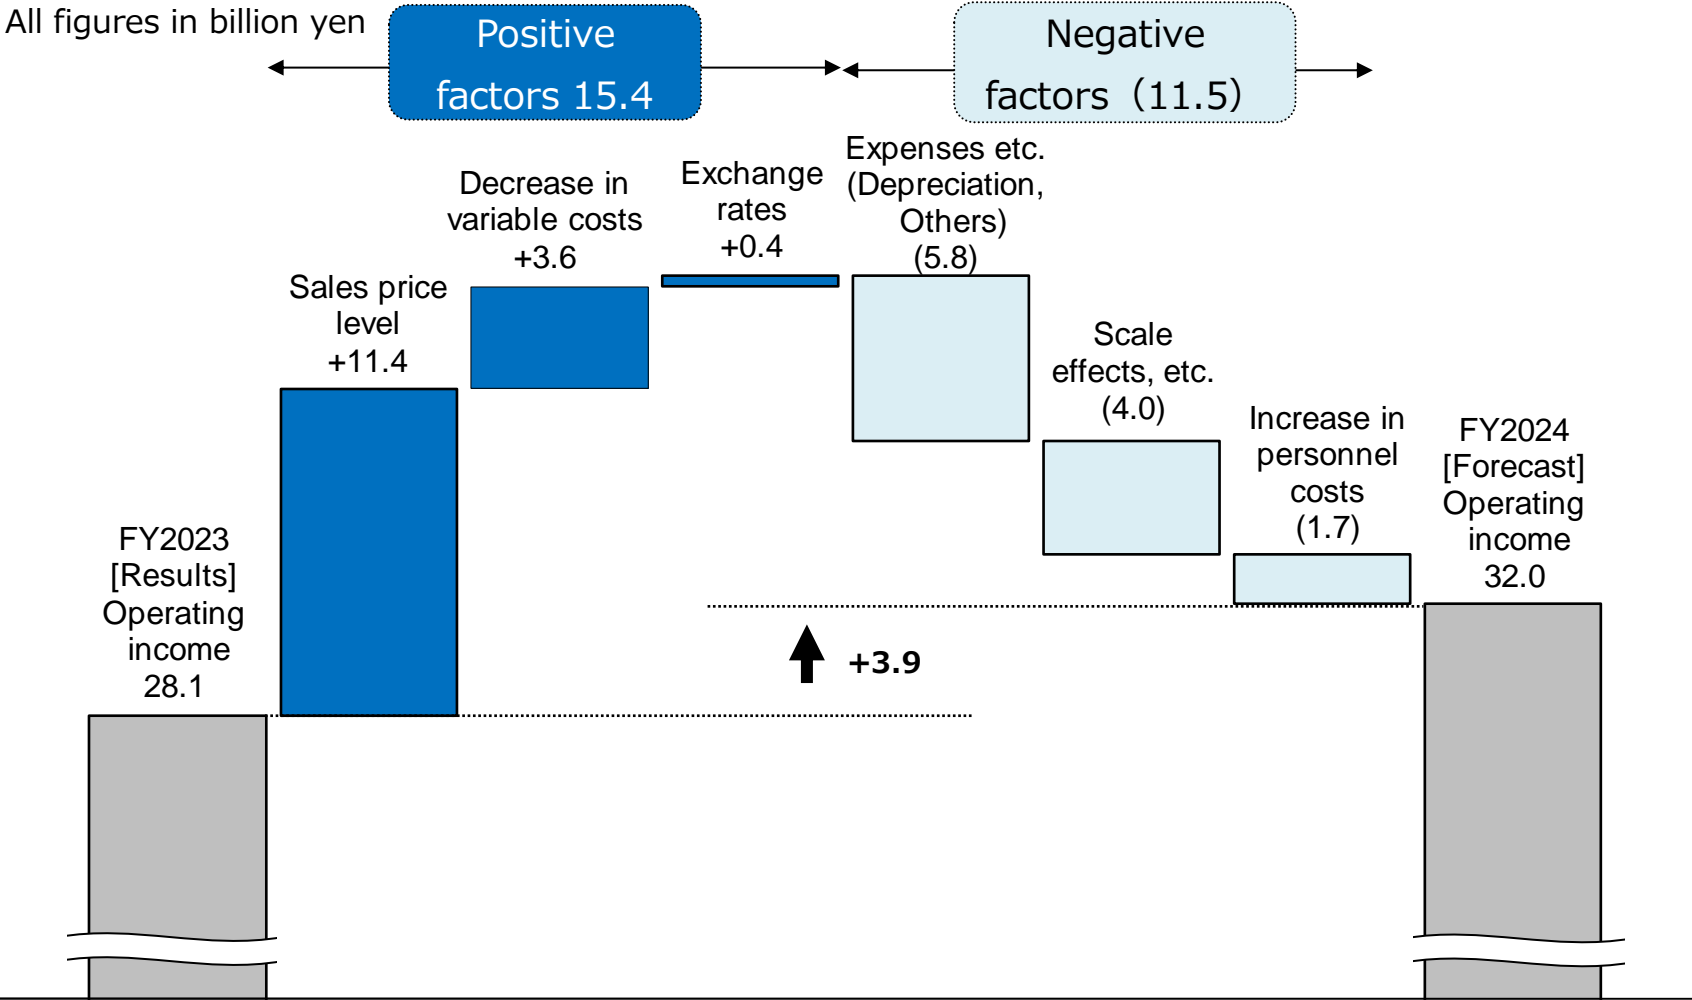 All figures in billion yen
Positive
factors 15.4
Negative
factors（11.5）
FY2023
[Results]
Operating
income
28.1
Sales price
level
+11.4
Decrease in
variable costs
+3.6
Exchange
rates
+0.4
Expenses etc.
(Depreciation,
Others)
(5.8)
Scale
effects, etc.
(4.0)
Increase in
personnel
costs
(1.7)
FY2024
[Forecast]
Operating
income
32.0
+3.9